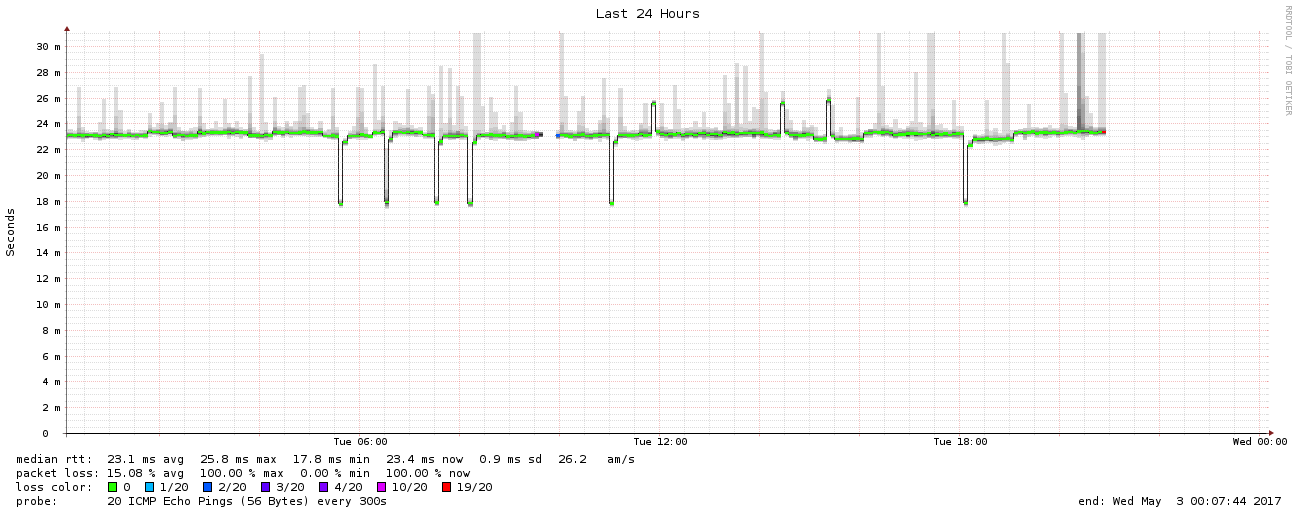 Last 24 Hours
RRDTOOL / TOBI OETIKER
Seconds
30 m
28 m
26 m
24 m
22 m
20 m
18 m
16 m
14 m
12 m
10 m
8 m
6 m
4 m
2 m
0
Tue 06:00 Tue 12:00 Tue 18:00 Wed 00:00
median rtt: 23.1 ms avg 25.8 ms max 17.8 ms min 23.4 ms now 0.9 ms sd 26.2 am/s
packet loss: 15.08 % avg 100.00 % max 0.00 % min 100.00 % now
loss color: 0 1/20 2/20 3/20 4/20 10/20 19/20
probe: 20 ICMP Echo Pings (56 Bytes) every 300s end: Wed May 3 00:07:44 2017